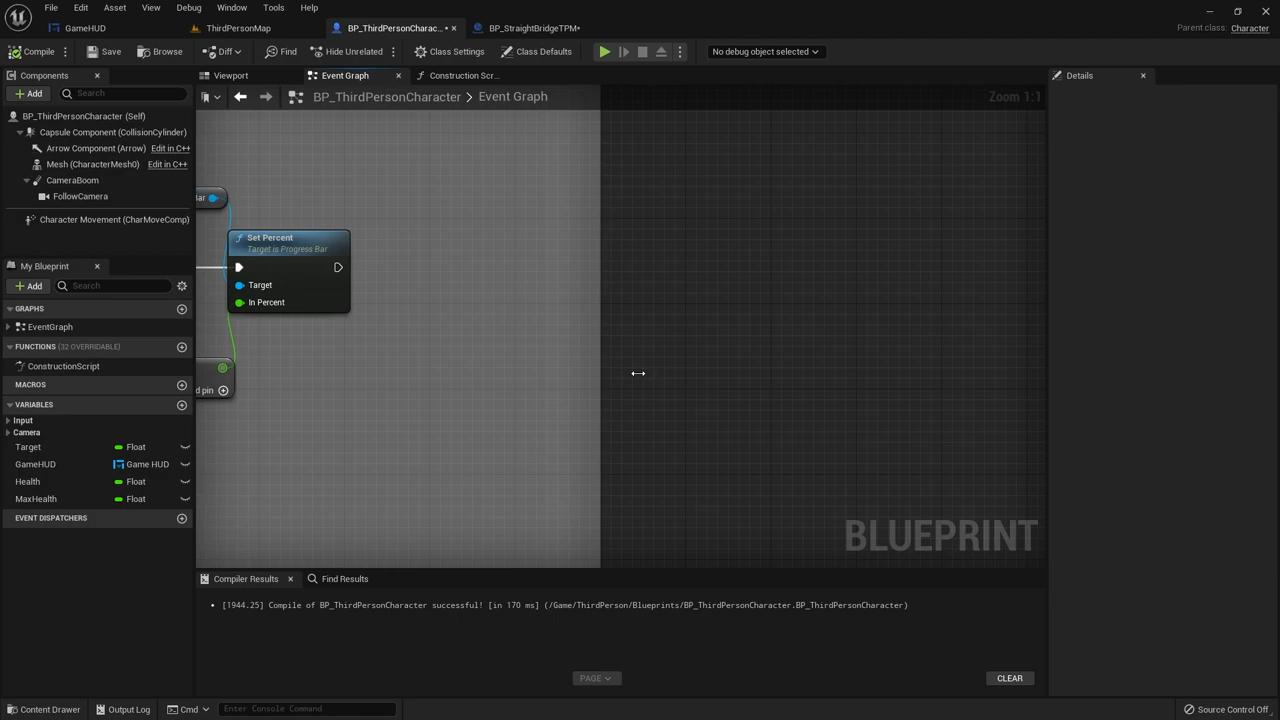 File Edit Asset View Debug Window Tools Help
GameHUD
ThirdPersonMap
BP_ThirdPersonCharac... •
BP_StraightBridgeTPM•
Parent class: Character
Compile
Save
Browse
Diff
Find
Hide Unrelated
Class Settings
Class Defaults
No debug object selected
Components
Viewport
Event Graph
Construction Scr...
Details
Add
Search
BP_ThirdPersonCharacter > Event Graph
Zoom 1:1
BP_ThirdPersonCharacter (Self)
Capsule Component (CollisionCylinder)
Arrow Component (Arrow) Edit in C++
Mesh (CharacterMesh0) Edit in C++
CameraBoom
FollowCamera
Character Movement (CharMoveComp)
Bar
Set Percent
Target is Progress Bar
Target
In Percent
d pin
My Blueprint
Add
Search
GRAPHS
EventGraph
FUNCTIONS (32 OVERRIDABLE)
ConstructionScript
MACROS
VARIABLES
Input
Camera
Target Float
GameHUD Game HUD
Health Float
MaxHealth Float
EVENT DISPATCHERS
BLUEPRINT
Compiler Results
Find Results
• [1944.25] Compile of BP_ThirdPersonCharacter successful! [in 170 ms] (/Game/ThirdPerson/Blueprints/BP_ThirdPersonCharacter.BP_ThirdPersonCharacter)
PAGE
CLEAR
Content Drawer
Output Log
Cmd
Enter Console Command
Source Control Off